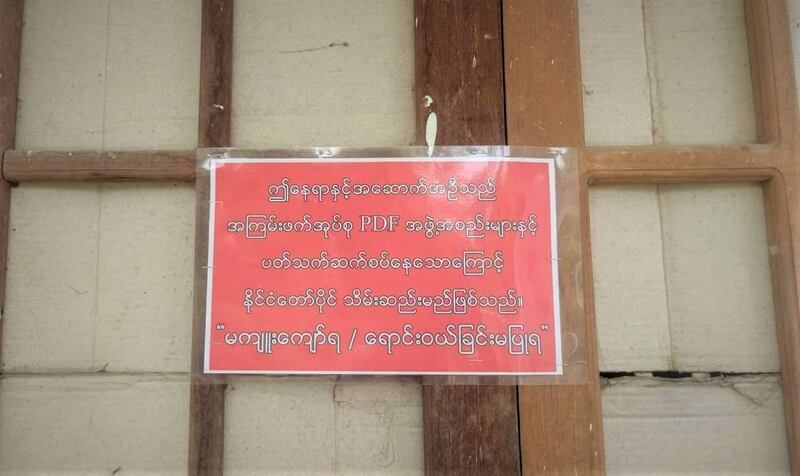 ဤနေရာနှင့်အဆောက်အဦသည်
အကြမ်းဖက်အုပ်စု PDF အဖွဲ့အစည်းများနှင့်
ပတ်သက်ဆက်စပ်နေသောကြောင့်
နိုင်ငံတော်ပိုင် သိမ်းဆည်းမည်ဖြစ်သည်။
“မကျူးကျော်ရ / ရောင်းဝယ်ခြင်းမပြုရ”